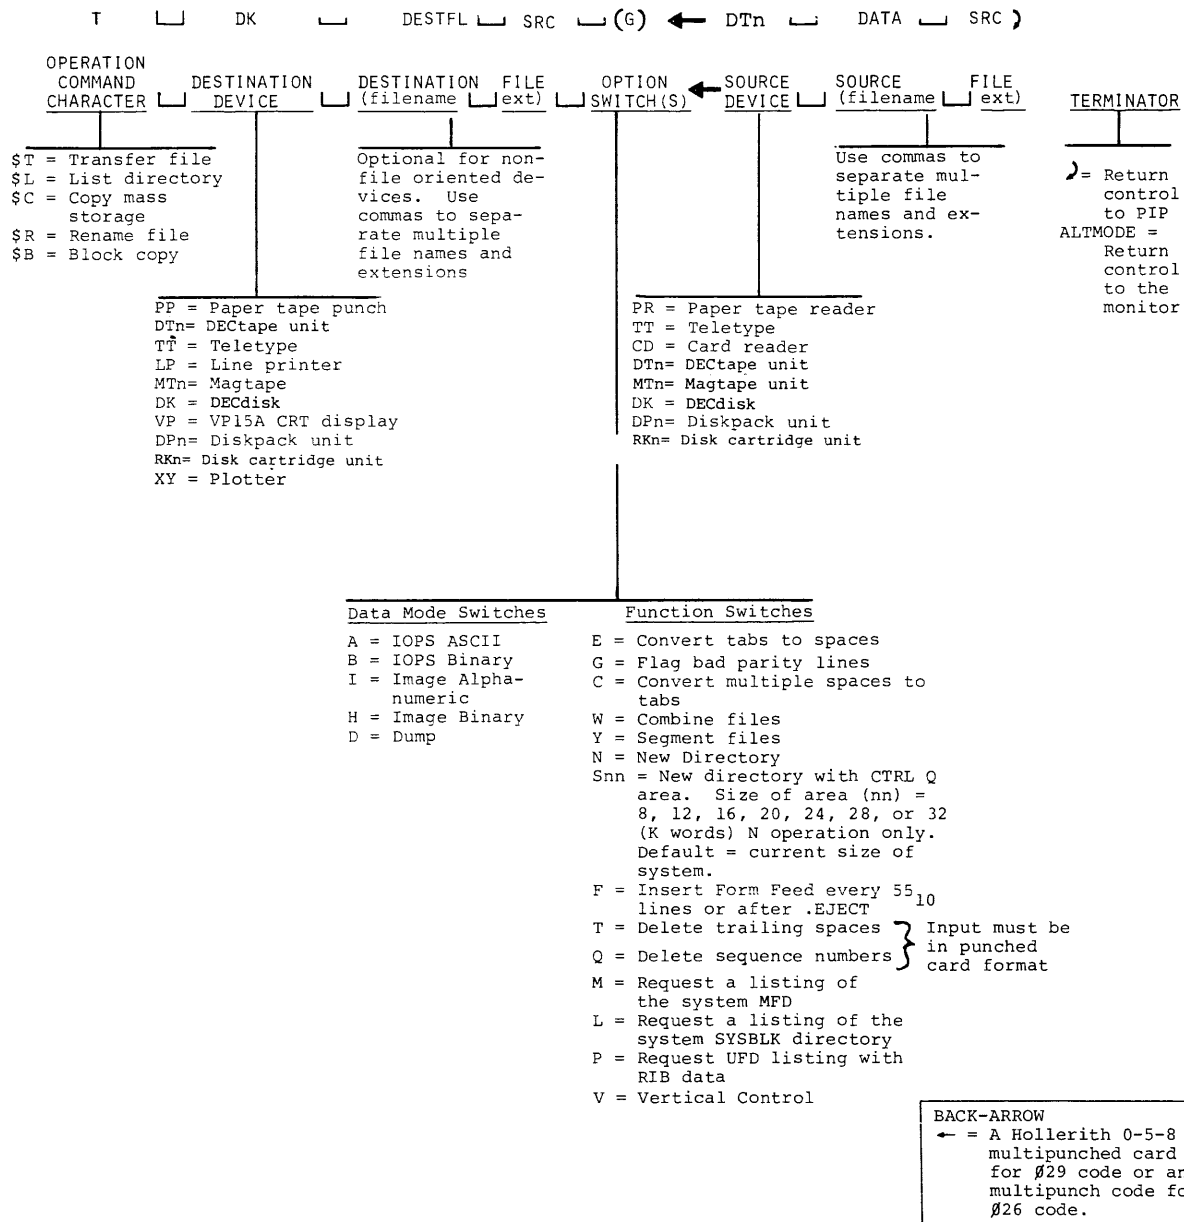 T DK DESTFL SRC (G) ← DTn DATA SRC )
OPERATION
COMMAND
CHARACTER
DESTINATION
DEVICE
DESTINATION FILE
(filename ext)
OPTION
SWITCH(S)
← SOURCE
DEVICE
SOURCE FILE
(filename ext)
TERMINATOR
$T = Transfer file
$L = List directory
$C = Copy mass
storage
$R = Rename file
$B = Block copy
Optional for non-
file oriented de-
vices. Use
commas to sepa-
rate multiple
file names and
extensions
Use commas to
separate mul-
tiple file
names and ex-
tensions.
) = Return
control
to PIP
ALTMODE =
Return
control
to the
monitor
PP = Paper tape punch
DTn= DECtape unit
TT = Teletype
LP = Line printer
MTn= Magtape
DK = DECdisk
VP = VP15A CRT display
DPn= Diskpack unit
RKn= Disk cartridge unit
XY = Plotter
PR = Paper tape reader
TT = Teletype
CD = Card reader
DTn= DECtape unit
MTn= Magtape unit
DK = DECdisk
DPn= Diskpack unit
RKn= Disk cartridge unit
Data Mode Switches
A = IOPS ASCII
B = IOPS Binary
I = Image Alpha-
numeric
H = Image Binary
D = Dump
Function Switches
E = Convert tabs to spaces
G = Flag bad parity lines
C = Convert multiple spaces to
tabs
W = Combine files
Y = Segment files
N = New Directory
Snn = New directory with CTRL Q
area. Size of area (nn) =
8, 12, 16, 20, 24, 28, or 32
(K words) N operation only.
Default = current size of
system.
F = Insert Form Feed every 55₁₀
lines or after .EJECT
T = Delete trailing spaces
Q = Delete sequence numbers
} Input must be
in punched
card format
M = Request a listing of
the system MFD
L = Request a listing of the
system SYSBLK directory
P = Request UFD listing with
RIB data
V = Vertical Control
BACK-ARROW
← = A Hollerith 0-5-8
multipunched card
for Ø29 code or an
multipunch code fo
Ø26 code.